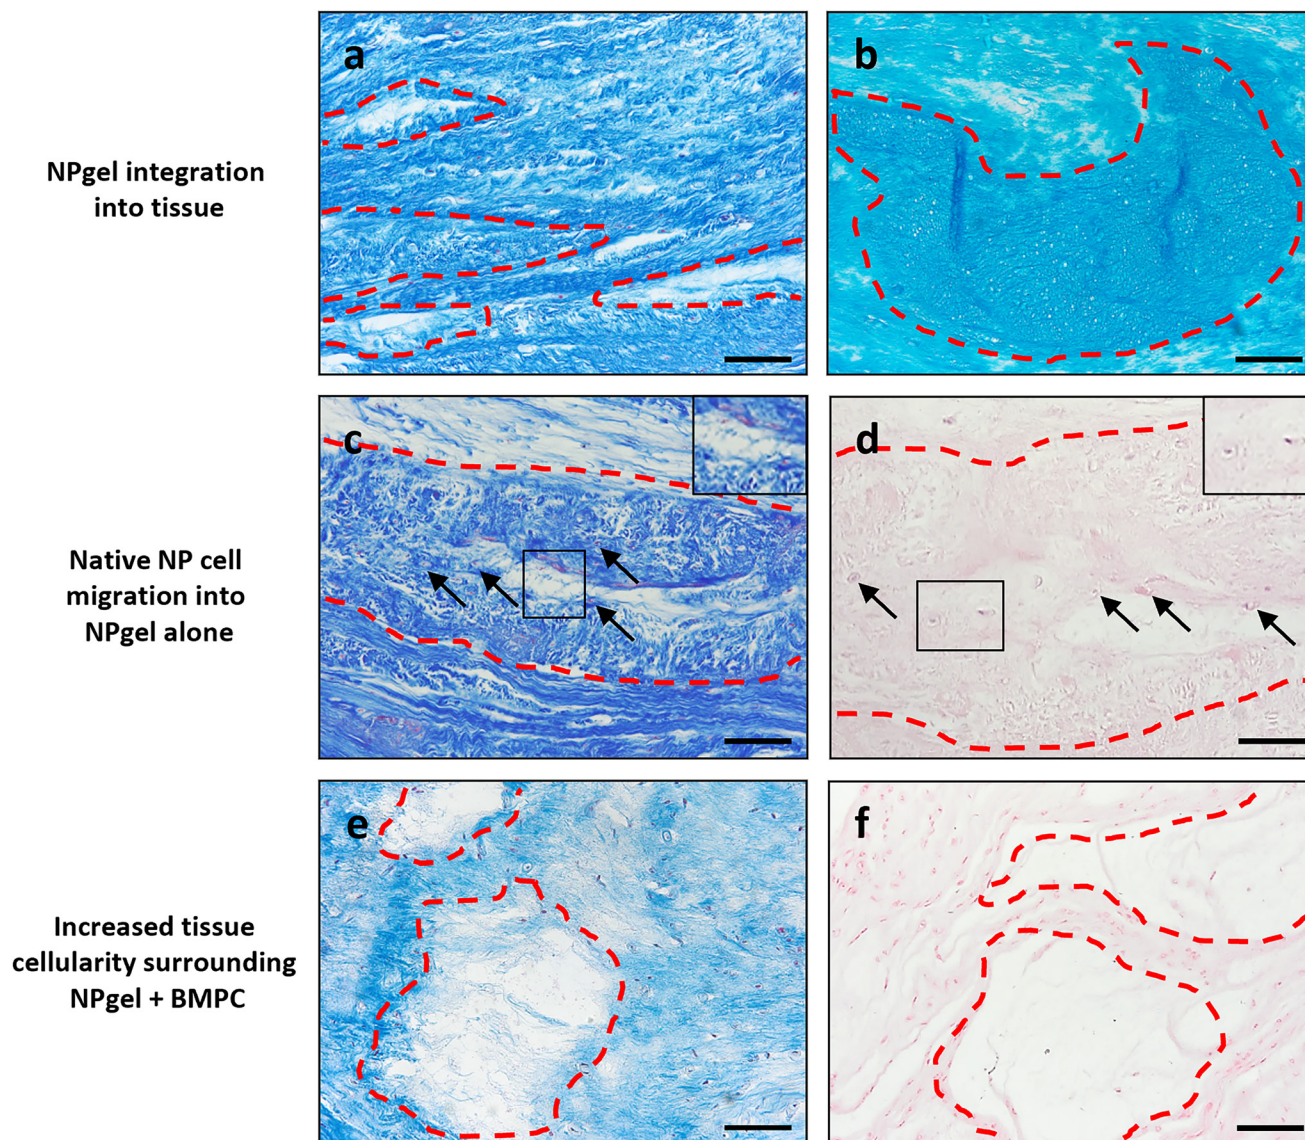 a
b
NPgel integration
into tissue
c
d
Native NP cell
migration into
NPgel alone
e
f
Increased tissue
cellularity surrounding
NPgel + BMPC